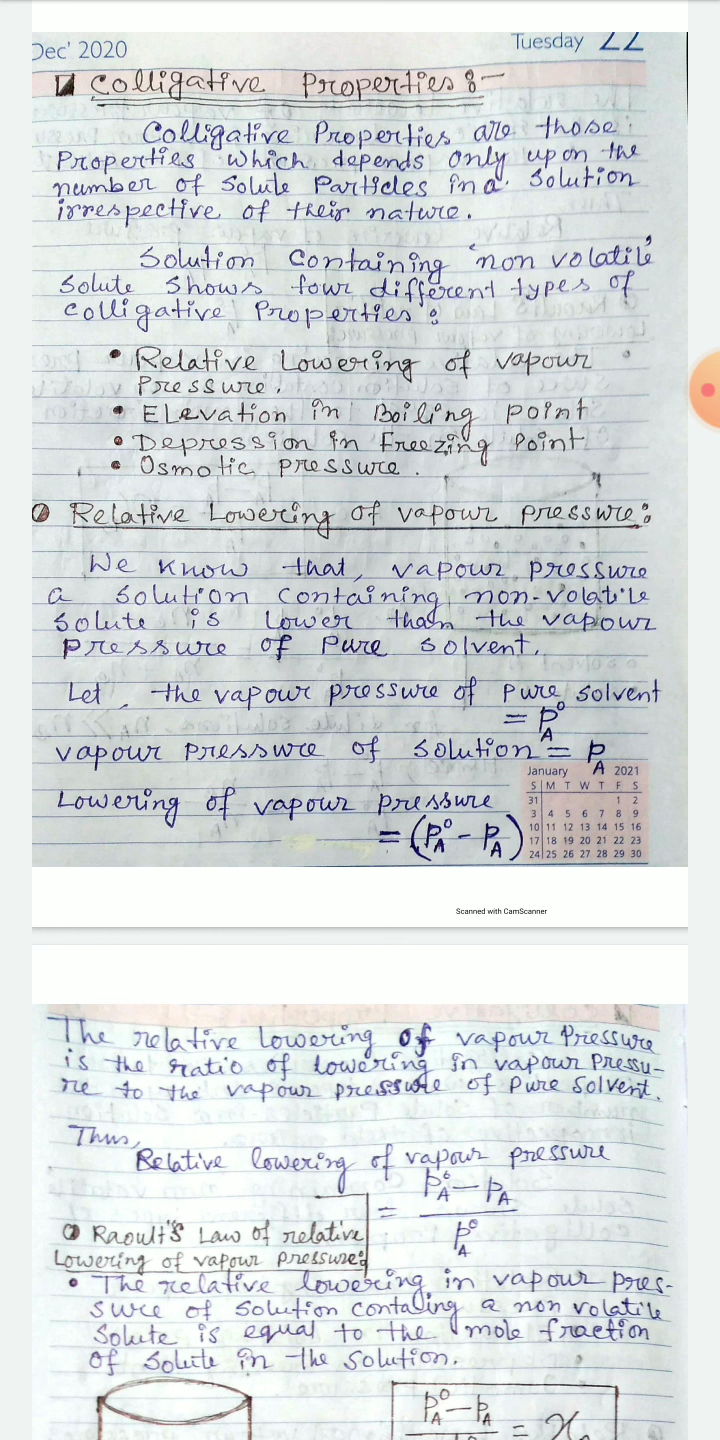 Dec' 2020
Tuesday 22
Colligative Properties :-
Colligative Properties are those
Properties which depends only upon the
number of Solute Particles in a Solution
irrespective of their nature.
Solution Containing 'non volatile'
Solute Shows four different types of
Colligative Properties :
• Relative Lowering of vapour
Pressure.
• Elevation in Boiling point
• Depression in Freezing Point
• Osmotic pressure.
Relative Lowering of vapour pressure :
We know that, vapour pressure
a solution containing non-volatile
Solute is lower than the vapour
pressure of Pure solvent.
Let, the vapour pressure of pure solvent
= P°A
vapour pressure of solution = PA
Lowering of vapour pressure
= (P°A - PA)
January 2021
S M T W T F S
31 1 2
3 4 5 6 7 8 9
10 11 12 13 14 15 16
17 18 19 20 21 22 23
24 25 26 27 28 29 30
Scanned with CamScanner
The relative lowering of vapour Pressure
is the ratio of lowering in vapour Pressu-
re to the vapour pressure of Pure Solvent.
Thus,
Relative lowering of vapour pressure
= P°A - PA
P°A
Raoult's Law of relative
Lowering of vapour pressure:
• The relative lowering in vapour pres-
sure of Solution contaling a non volatile
Solute is equal to the mole fraction
of Solute in the Solution.
P°A - PA
= x